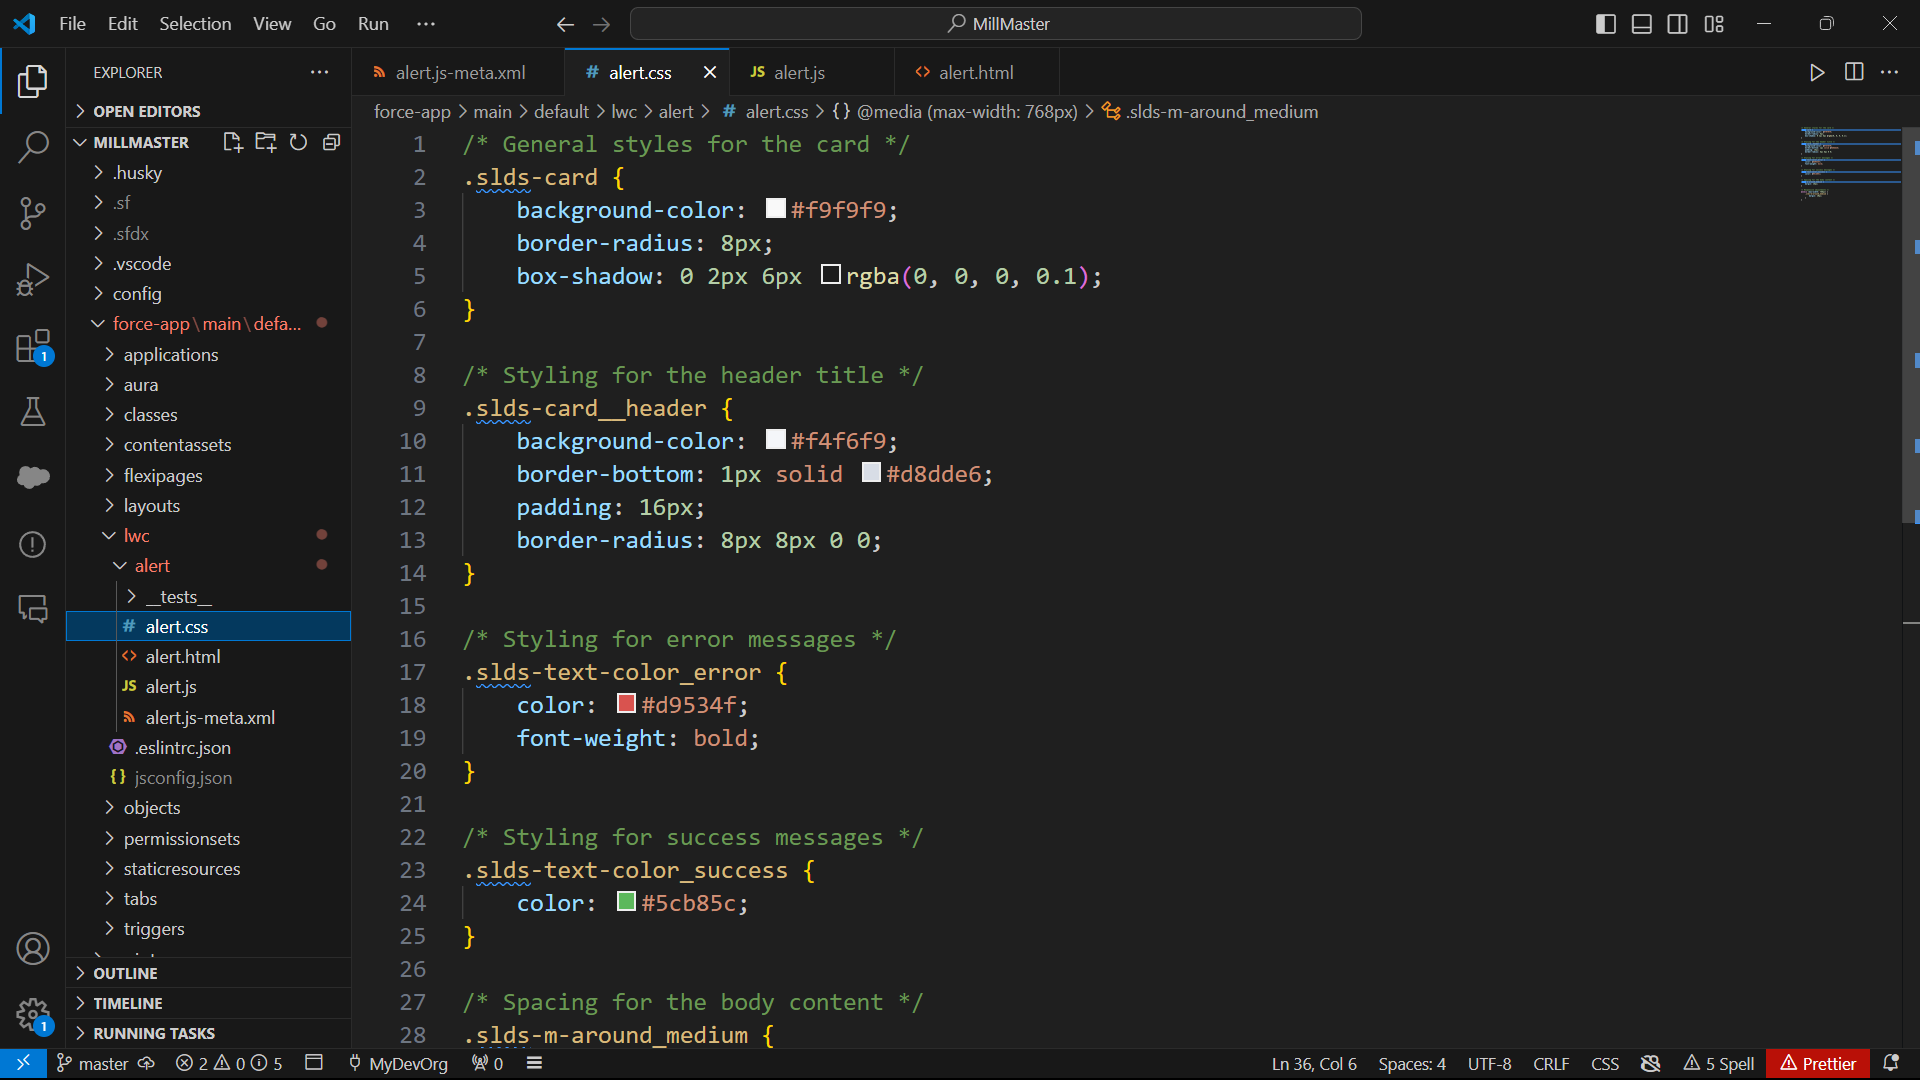 File Edit Selection View Go Run ···
MillMaster
EXPLORER ···
OPEN EDITORS
MILLMASTER
.husky
.sf
.sfdx
.vscode
config
force-app\main\defa...
applications
aura
classes
contentassets
flexipages
layouts
lwc
alert
__tests__
# alert.css
<> alert.html
JS alert.js
alert.js-meta.xml
.eslintrc.json
{} jsconfig.json
objects
permissionsets
staticresources
tabs
triggers
OUTLINE
TIMELINE
RUNNING TASKS
1
1
alert.js-meta.xml # alert.css JS alert.js <> alert.html ···
force-app > main > default > lwc > alert > # alert.css > {} @media (max-width: 768px) > .slds-m-around_medium
1 /* General styles for the card */
2 .slds-card {
3 background-color: #f9f9f9;
4 border-radius: 8px;
5 box-shadow: 0 2px 6px rgba(0, 0, 0, 0.1);
6 }
7
8 /* Styling for the header title */
9 .slds-card__header {
10 background-color: #f4f6f9;
11 border-bottom: 1px solid #d8dde6;
12 padding: 16px;
13 border-radius: 8px 8px 0 0;
14 }
15
16 /* Styling for error messages */
17 .slds-text-color_error {
18 color: #d9534f;
19 font-weight: bold;
20 }
21
22 /* Styling for success messages */
23 .slds-text-color_success {
24 color: #5cb85c;
25 }
26
27 /* Spacing for the body content */
28 .slds-m-around_medium {
master 2 0 5 MyDevOrg 0 Ln 36, Col 6 Spaces: 4 UTF-8 CRLF CSS 5 Spell Prettier